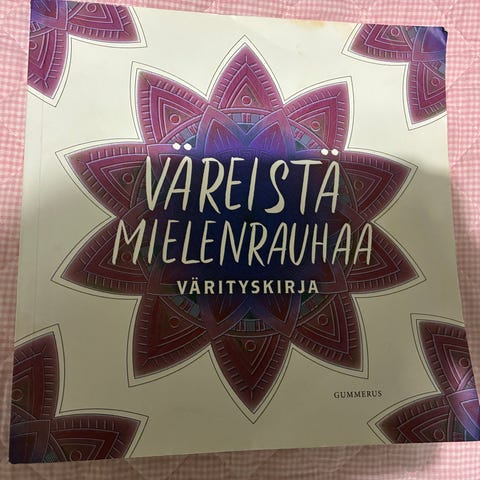 VÄREISTÄ
MIELENRAUHAA
VÄRITYSKIRJA
GUMMERUS